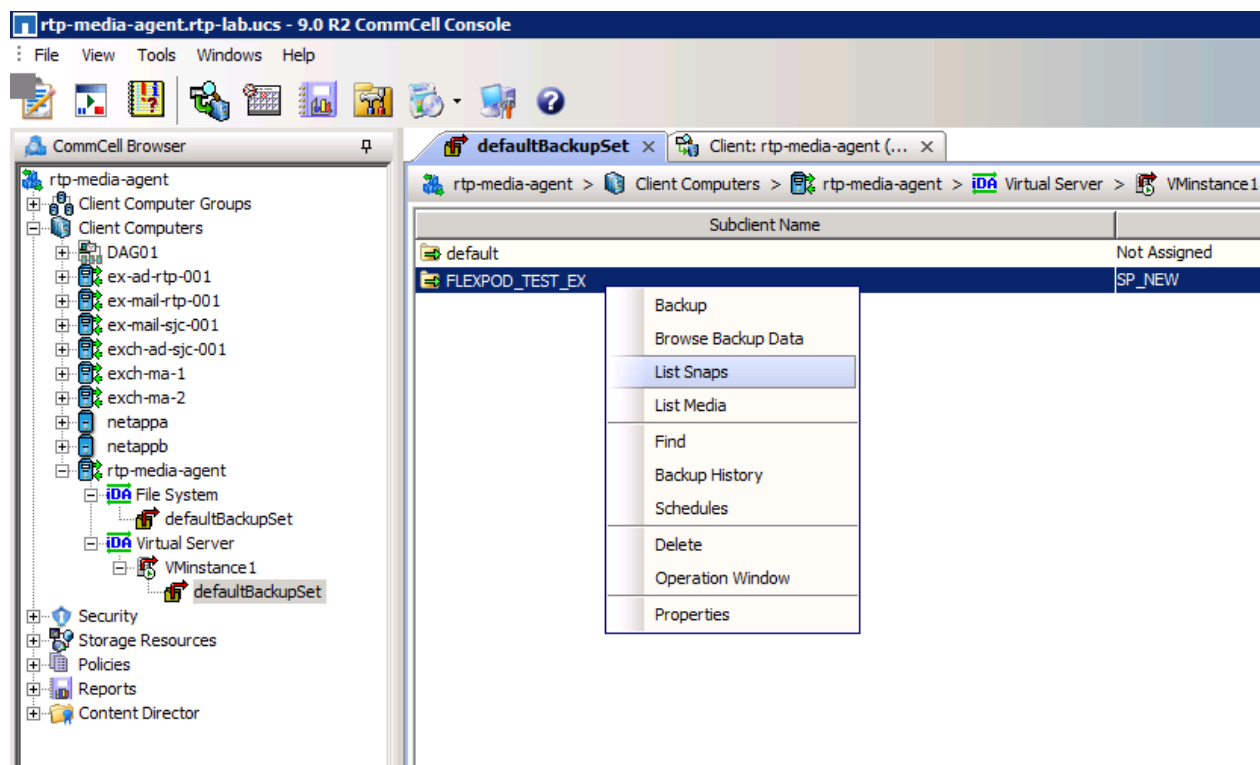 rtp-media-agent.rtp-lab.ucs - 9.0 R2 CommCell Console
File View Tools Windows Help
CommCell Browser
defaultBackupSet × Client: rtp-media-agent (... ×
rtp-media-agent > Client Computers > rtp-media-agent > iDA Virtual Server > VMinstance1
rtp-media-agent
Client Computer Groups
Client Computers
DAG01
ex-ad-rtp-001
ex-mail-rtp-001
ex-mail-sjc-001
exch-ad-sjc-001
exch-ma-1
exch-ma-2
netappa
netappb
rtp-media-agent
iDA File System
defaultBackupSet
iDA Virtual Server
VMinstance1
defaultBackupSet
Security
Storage Resources
Policies
Reports
Content Director
Subclient Name
default Not Assigned
FLEXPOD_TEST_EX SP_NEW
Backup
Browse Backup Data
List Snaps
List Media
Find
Backup History
Schedules
Delete
Operation Window
Properties